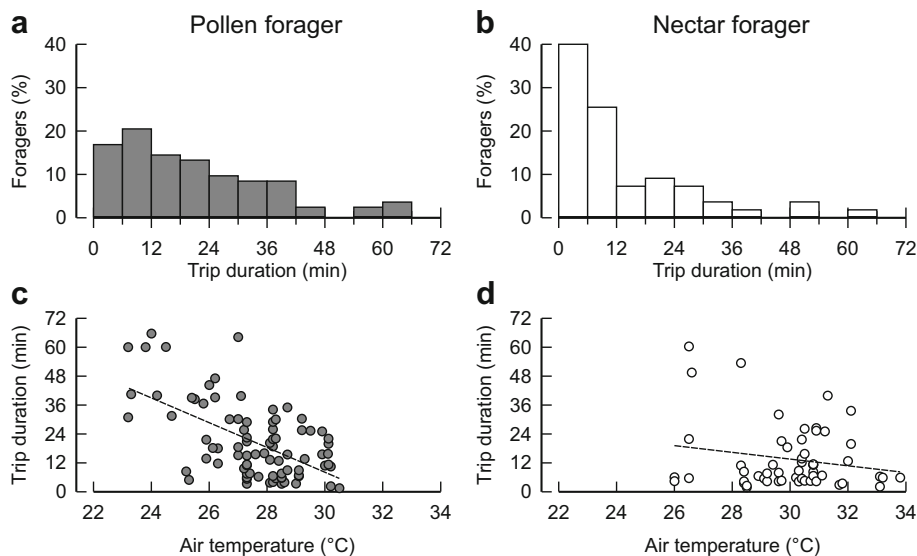 a Pollen forager
b Nectar forager
Foragers (%)
40
30
20
10
0
0 12 24 36 48 60 72
Trip duration (min)
Foragers (%)
40
30
20
10
0
0 12 24 36 48 60 72
Trip duration (min)
c
Trip duration (min)
72
60
48
36
24
12
0
22 24 26 28 30 32 34
Air temperature (°C)
d
Trip duration (min)
72
60
48
36
24
12
0
22 24 26 28 30 32 34
Air temperature (°C)